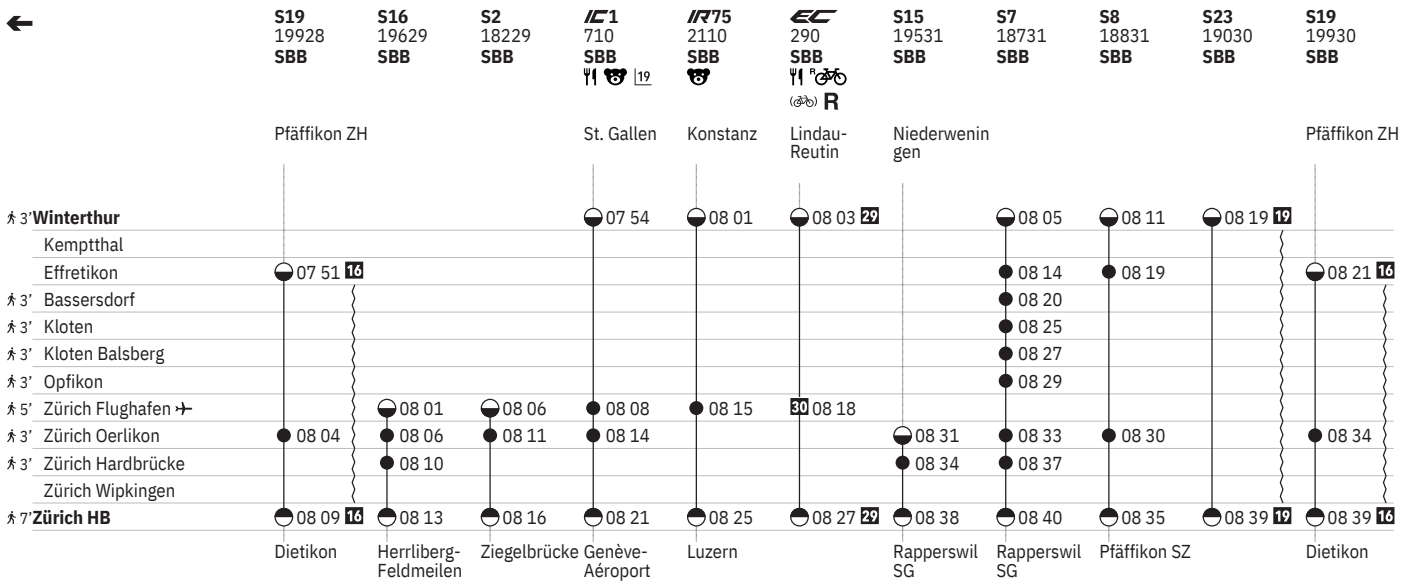 S19 S16 S2 IC1 IR75 EC S15 S7 S8 S23 S19
19928 19629 18229 710 2110 290 19531 18731 18831 19030 19930
SBB SBB SBB SBB SBB SBB SBB SBB SBB SBB SBB
19 R
R
Pfäffikon ZH St. Gallen Konstanz Lindau- Niederwenin Pfäffikon ZH
Reutin gen
3' Winterthur 07 54 08 01 08 03 29 08 05 08 11 08 19 19
Kemptthal
Effretikon 07 51 16 08 14 08 19 08 21 16
3' Bassersdorf 08 20
3' Kloten 08 25
3' Kloten Balsberg 08 27
3' Opfikon 08 29
5' Zürich Flughafen 08 01 08 06 08 08 08 15 30 08 18
3' Zürich Oerlikon 08 04 08 06 08 11 08 14 08 31 08 33 08 30 08 34
3' Zürich Hardbrücke 08 10 08 34 08 37
Zürich Wipkingen
7' Zürich HB 08 09 16 08 13 08 16 08 21 08 25 08 27 29 08 38 08 40 08 35 08 39 19 08 39 16
Dietikon Herrliberg- Ziegelbrücke Genève- Luzern Rapperswil Rapperswil Pfäffikon SZ Dietikon
Feldmeilen Aéroport SG SG